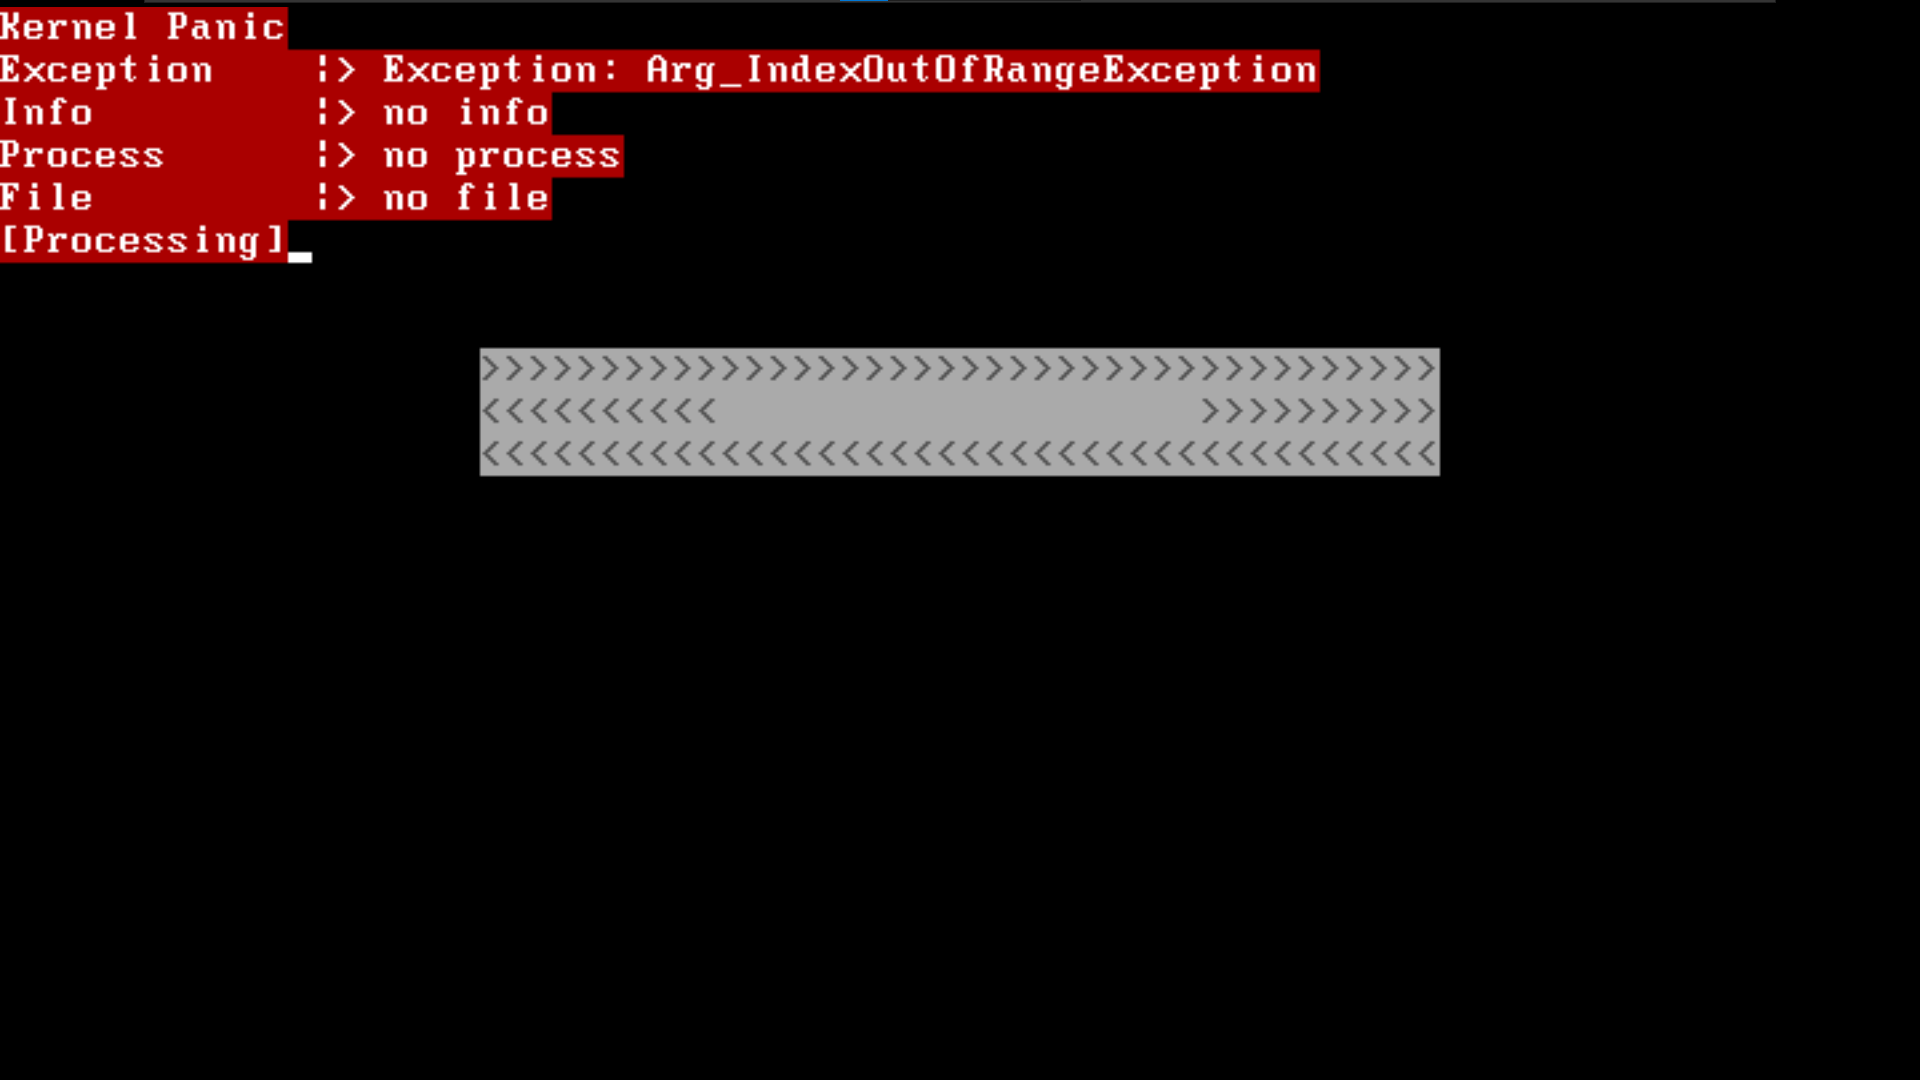 Kernel Panic
Exception ¦> Exception: Arg_IndexOutOfRangeException
Info ¦> no info
Process ¦> no process
File ¦> no file
[Processing]_
>>>>>>>>>>>>>>>>>>>>>>>>>>>>>>>>>>>>>>>>
<<<<<<<<<< >>>>>>>>>>
<<<<<<<<<<<<<<<<<<<<<<<<<<<<<<<<<<<<<<<<